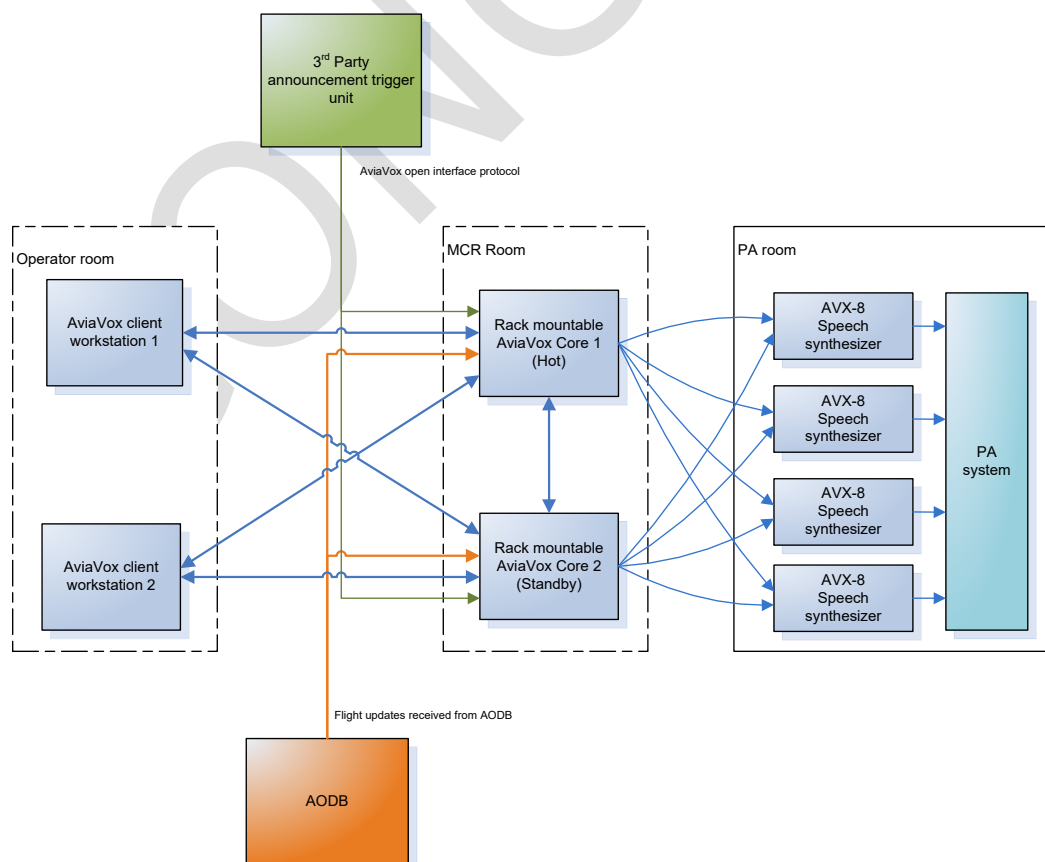 3rd Party
announcement trigger
unit
AviaVox open interface protocol
Operator room
AviaVox client
workstation 1
AviaVox client
workstation 2
MCR Room
Rack mountable
AviaVox Core 1
(Hot)
Rack mountable
AviaVox Core 2
(Standby)
PA room
AVX-8
Speech
synthesizer
AVX-8
Speech
synthesizer
AVX-8
Speech
synthesizer
AVX-8
Speech
synthesizer
PA
system
Flight updates received from AODB
AODB